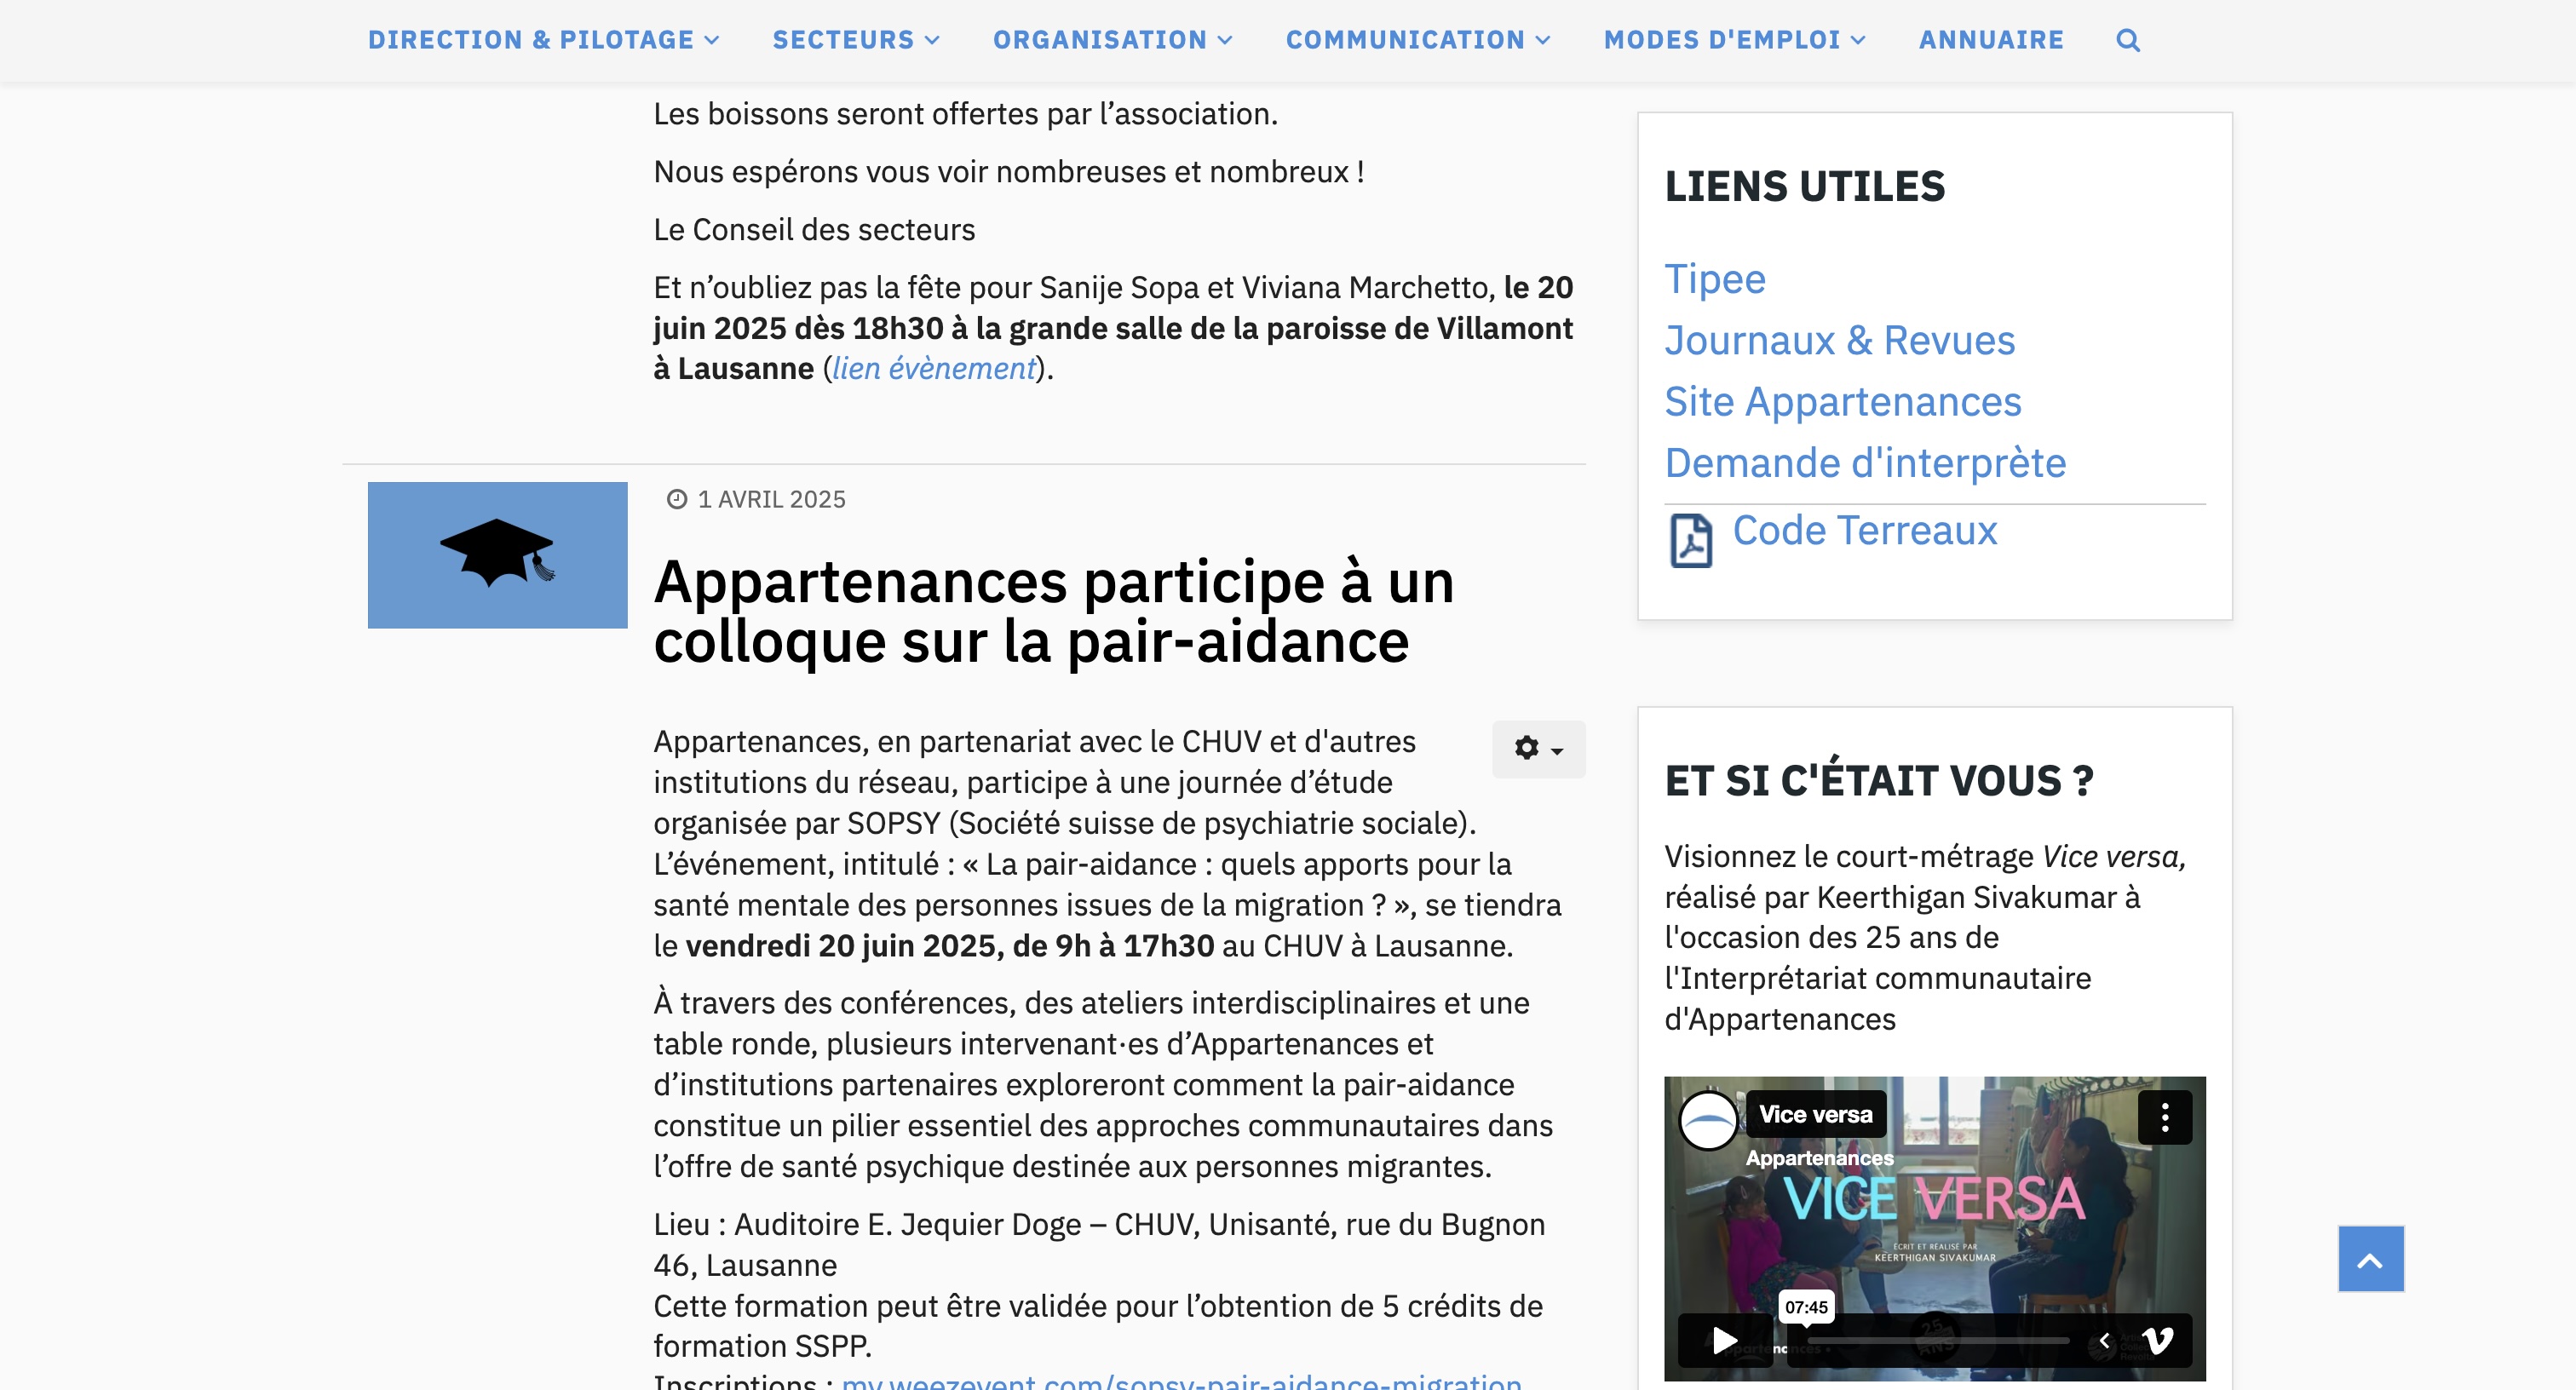 DIRECTION & PILOTAGE
SECTEURS
ORGANISATION
COMMUNICATION
MODES D'EMPLOI
ANNUAIRE
Les boissons seront offertes par l’association.
Nous espérons vous voir nombreuses et nombreux !
Le Conseil des secteurs
Et n’oubliez pas la fête pour Sanije Sopa et Viviana Marchetto, le 20
juin 2025 dès 18h30 à la grande salle de la paroisse de Villamont
à Lausanne (lien évènement).
1 AVRIL 2025
Appartenances participe à un
colloque sur la pair-aidance
Appartenances, en partenariat avec le CHUV et d'autres
institutions du réseau, participe à une journée d’étude
organisée par SOPSY (Société suisse de psychiatrie sociale).
L’événement, intitulé : « La pair-aidance : quels apports pour la
santé mentale des personnes issues de la migration ? », se tiendra
le vendredi 20 juin 2025, de 9h à 17h30 au CHUV à Lausanne.
À travers des conférences, des ateliers interdisciplinaires et une
table ronde, plusieurs intervenant·es d’Appartenances et
d’institutions partenaires exploreront comment la pair-aidance
constitue un pilier essentiel des approches communautaires dans
l’offre de santé psychique destinée aux personnes migrantes.
Lieu : Auditoire E. Jequier Doge – CHUV, Unisanté, rue du Bugnon
46, Lausanne
Cette formation peut être validée pour l’obtention de 5 crédits de
formation SSPP.
Inscriptions : my.weezevent.com/sopsy-pair-aidance-migration
LIENS UTILES
Tipee
Journaux & Revues
Site Appartenances
Demande d'interprète
Code Terreaux
ET SI C'ÉTAIT VOUS ?
Visionnez le court-métrage Vice versa,
réalisé par Keerthigan Sivakumar à
l'occasion des 25 ans de
l'Interprétariat communautaire
d'Appartenances
Vice versa
Appartenances
VICE VERSA
ÉCRIT ET RÉALISÉ PAR
KEERTHIGAN SIVAKUMAR
07:45
25
ANS